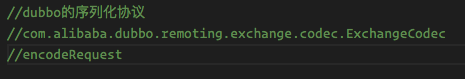 //dubbo的序列化协议
//com.alibaba.dubbo.remoting.exchange.codec.ExchangeCodec
//encodeRequest